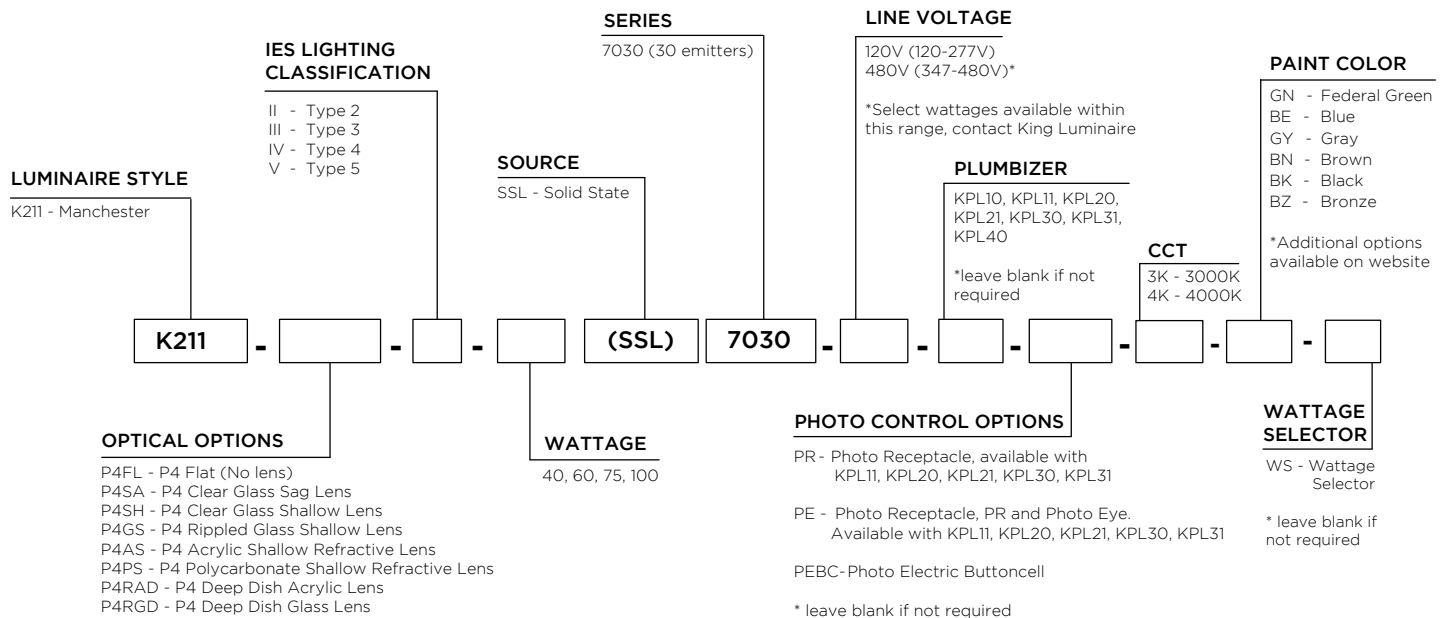 LUMINAIRE STYLE
K211 - Manchester
IES LIGHTING
CLASSIFICATION
II - Type 2
III - Type 3
IV - Type 4
V - Type 5
SOURCE
SSL - Solid State
SERIES
7030 (30 emitters)
LINE VOLTAGE
120V (120-277V)
480V (347-480V)*
*Select wattages available within
this range, contact King Luminaire
PLUMBIZER
KPL10, KPL11, KPL20,
KPL21, KPL30, KPL31,
KPL40
*leave blank if not
required
CCT
3K - 3000K
4K - 4000K
PAINT COLOR
GN - Federal Green
BE - Blue
GY - Gray
BN - Brown
BK - Black
BZ - Bronze
*Additional options
available on website
K211 - - - (SSL) 7030 - - - - -
OPTICAL OPTIONS
P4FL - P4 Flat (No lens)
P4SA - P4 Clear Glass Sag Lens
P4SH - P4 Clear Glass Shallow Lens
P4GS - P4 Rippled Glass Shallow Lens
P4AS - P4 Acrylic Shallow Refractive Lens
P4PS - P4 Polycarbonate Shallow Refractive Lens
P4RAD - P4 Deep Dish Acrylic Lens
P4RGD - P4 Deep Dish Glass Lens
WATTAGE
40, 60, 75, 100
PHOTO CONTROL OPTIONS
PR - Photo Receptacle, available with
KPL11, KPL20, KPL21, KPL30, KPL31
PE - Photo Receptacle, PR and Photo Eye.
Available with KPL11, KPL20, KPL21, KPL30, KPL31
PEBC-Photo Electric Buttoncell
* leave blank if not required
WATTAGE
SELECTOR
WS - Wattage
Selector
* leave blank if
not required